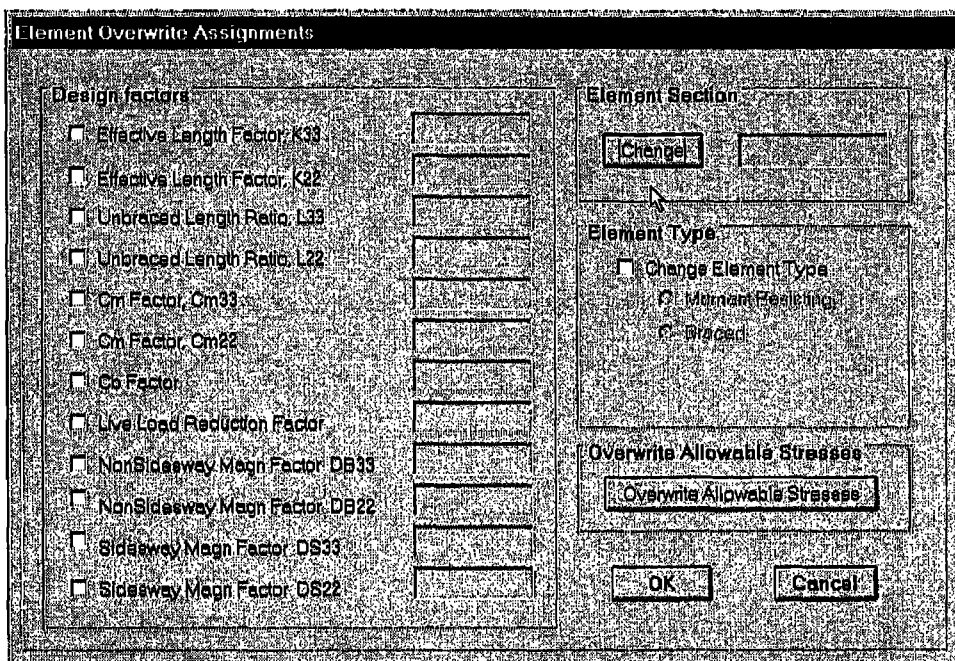 Element Overwrite Assignments
Design factors
Effective Length Factor, K33
Effective Length Factor, K22
Unbraced Length Ratio, L33
Unbraced Length Ratio, L22
Cm Factor, Cm33
Cm Factor, Cm22
Cb Factor
Live Load Reduction Factor
NonSidesway Magn Factor DB33
NonSidesway Magn Factor DB22
Sidesway Magn Factor DS33
Sidesway Magn Factor DS22
Element Section
Change
Element Type
Change Element Type
Moment Resisting
Braced
Overwrite Allowable Stresses
Overwrite Allowable Stresses
OK
Cancel